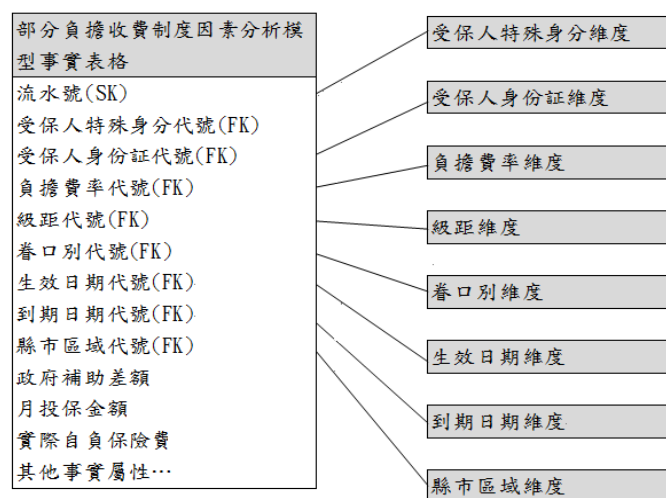 部分負擔收費制度因素分析模
型事實表格
流水號(SK)
受保人特殊身分代號(FK)
受保人身份証代號(FK)
負擔費率代號(FK)
級距代號(FK)
眷口別代號(FK)
生效日期代號(FK)
到期日期代號(FK)
縣市區域代號(FK)
政府補助差額
月投保金額
實際自負保險費
其他事實屬性…
受保人特殊身分維度
受保人身份証維度
負擔費率維度
級距維度
眷口別維度
生效日期維度
到期日期維度
縣市區域維度